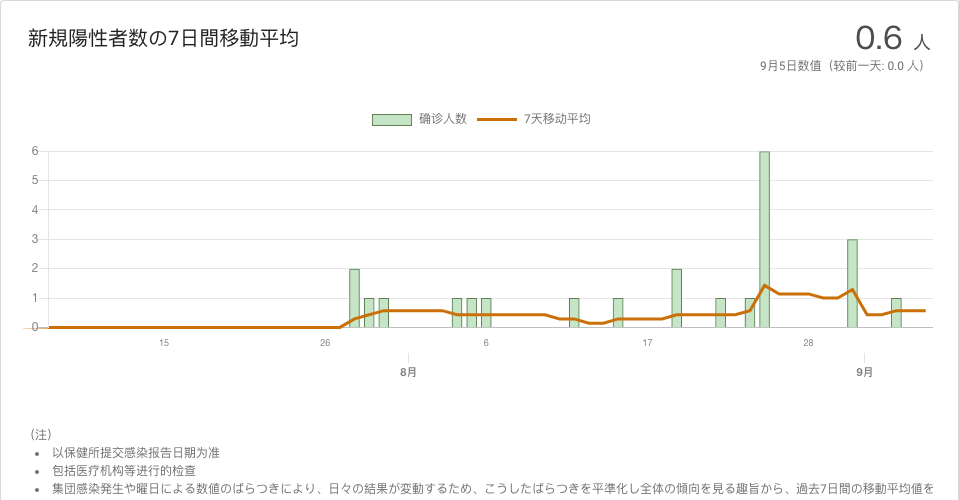 新規陽性者数の7日間移動平均
0.6 人
9月5日数值（较前一天: 0.0 人）
确诊人数 7天移动平均
6
5
4
3
2
1
0
15 26 6 17 28
8月 9月
（注）
以保健所提交感染报告日期为准
包括医疗机构等进行的检查
集団感染発生や曜日による数値のばらつきにより、日々の結果が変動するため、こうしたばらつきを平準化し全体の傾向を見る趣旨から、過去7日間の移動平均値を